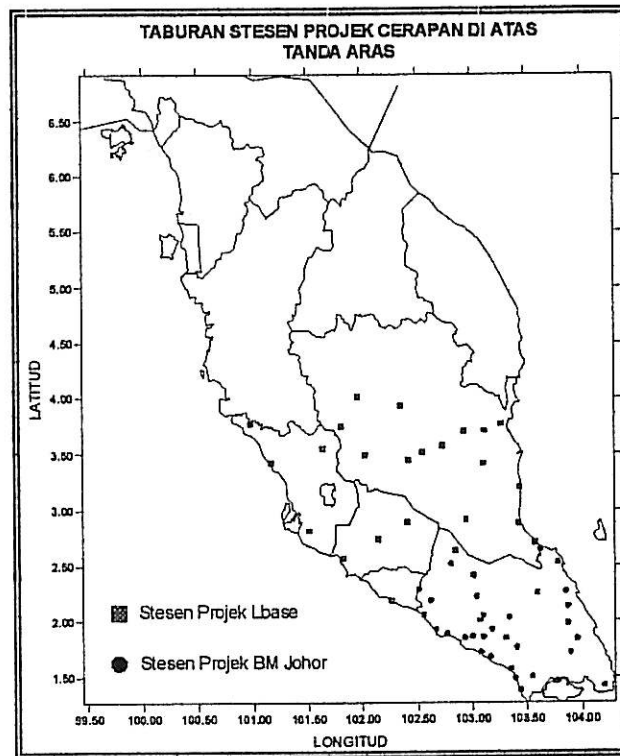 TABURAN STESEN PROJEK CERAPAN DI ATAS
TANDA ARAS
6.50
6.00
5.50
5.00
4.50
4.00
3.50
3.00
2.50
2.00
1.50
LATITUD
Stesen Projek Lbase
Stesen Projek BM Johor
99.50 100.00 100.50 101.00 101.50 102.00 102.50 103.00 103.50 104.00
LONGITUD